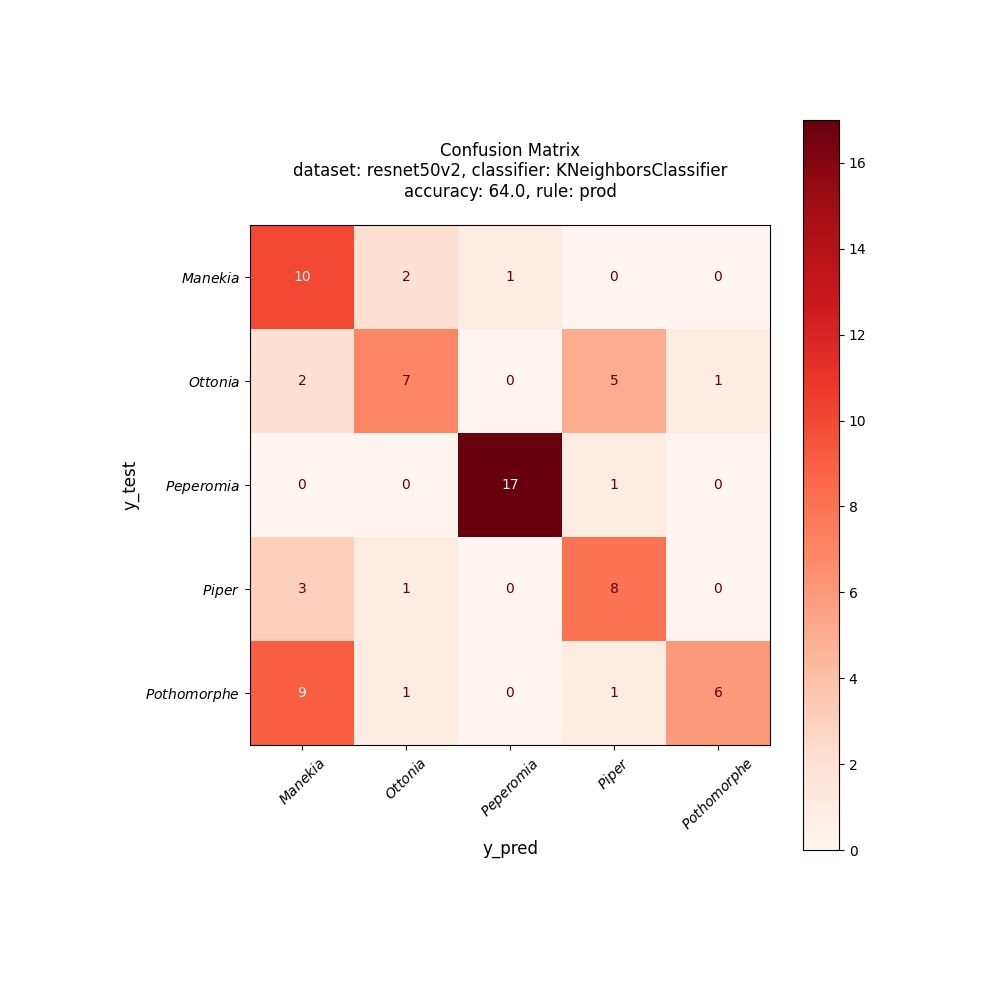 Confusion Matrix
dataset: resnet50v2, classifier: KNeighborsClassifier
accuracy: 64.0, rule: prod
y_test
Manekia 10 2 1 0 0
Ottonia 2 7 0 5 1
Peperomia 0 0 17 1 0
Piper 3 1 0 8 0
Pothomorphe 9 1 0 1 6
Manekia Ottonia Peperomia Piper Pothomorphe
y_pred
16
14
12
10
8
6
4
2
0